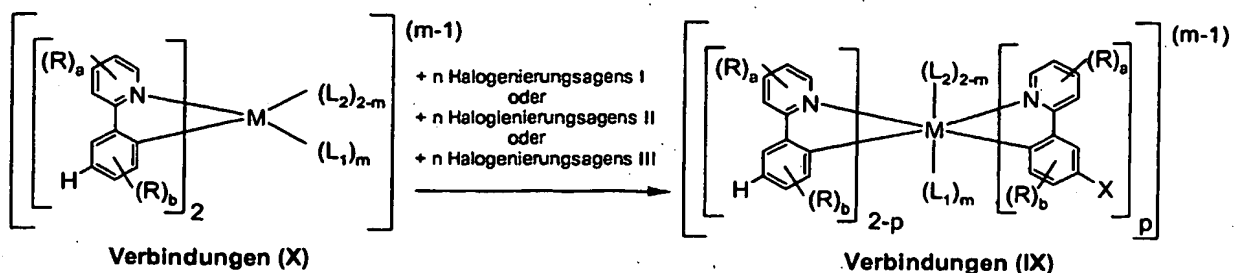 (R)a
N
H
(R)b
2
M
(L2)2-m
(L1)m
(m-1)
+ n Halogenierungsagens I
oder
+ n Haloglenierungsagens II
oder
+ n Halogenierungsagens III
(R)a
N
H
(R)b
2-p
(L2)2-m
M
(L1)m
N
(R)a
(R)b
X
p
(m-1)
Verbindungen (X)
Verbindungen (IX)